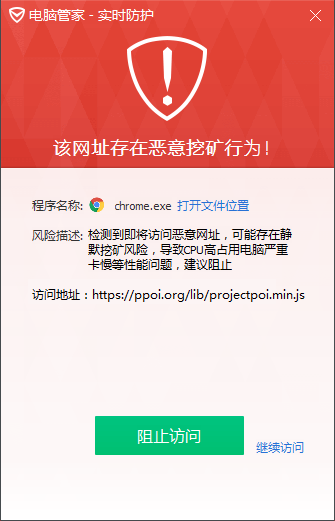 电脑管家 - 实时防护
该网址存在恶意挖矿行为!
程序名称: chrome.exe 打开文件位置
风险描述: 检测到即将访问恶意网址，可能存在静
默挖矿风险，导致CPU高占用电脑严重
卡慢等性能问题，建议阻止
访问地址：https://ppoi.org/lib/projectpoi.min.js
阻止访问
继续访问